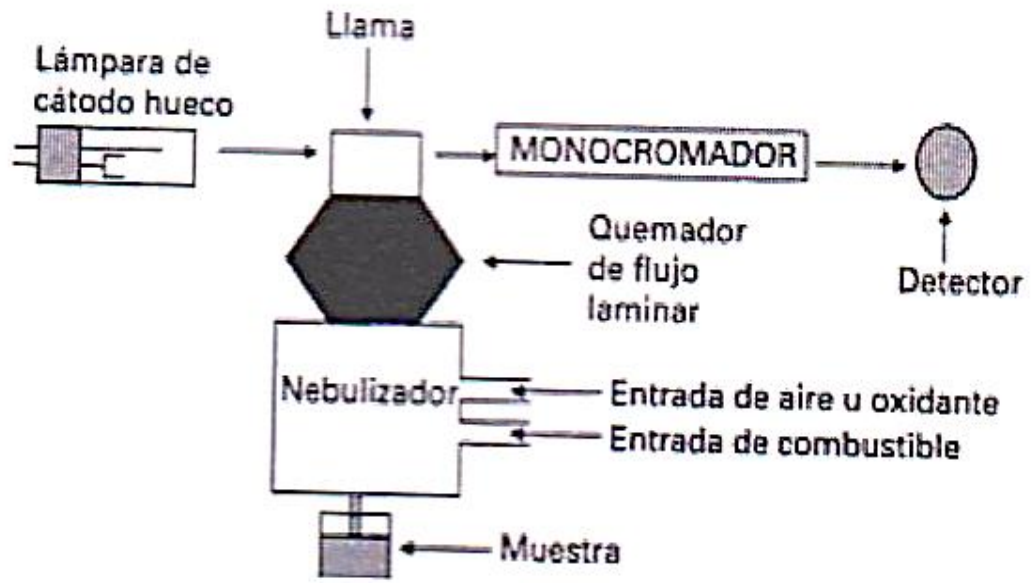 Llama
Lámpara de
cátodo hueco
MONOCROMADOR
Quemador
de flujo
laminar
Detector
Nebulizador
Entrada de aire u oxidante
Entrada de combustible
Muestra